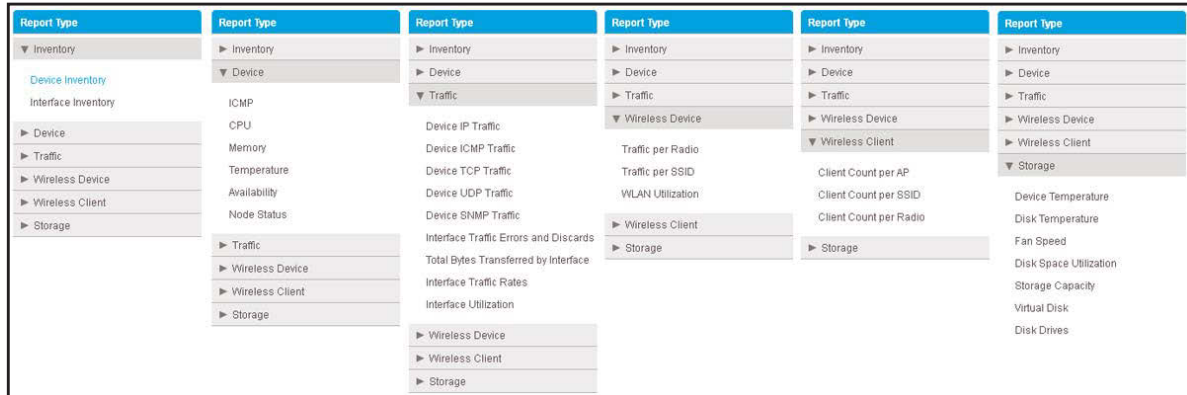 Report Type
▼ Inventory
Device Inventory
Interface Inventory
► Device
► Traffic
► Wireless Device
► Wireless Client
► Storage
Report Type
► Inventory
▼ Device
ICMP
CPU
Memory
Temperature
Availability
Node Status
► Traffic
► Wireless Device
► Wireless Client
► Storage
Report Type
► Inventory
► Device
▼ Traffic
Device IP Traffic
Device ICMP Traffic
Device TCP Traffic
Device UDP Traffic
Device SNMP Traffic
Interface Traffic Errors and Discards
Total Bytes Transferred by Interface
Interface Traffic Rates
Interface Utilization
► Wireless Device
► Wireless Client
► Storage
Report Type
► Inventory
► Device
► Traffic
▼ Wireless Device
Traffic per Radio
Traffic per SSID
WLAN Utilization
► Wireless Client
► Storage
Report Type
► Inventory
► Device
► Traffic
► Wireless Device
▼ Wireless Client
Client Count per AP
Client Count per SSID
Client Count per Radio
► Storage
Report Type
► Inventory
► Device
► Traffic
► Wireless Device
► Wireless Client
▼ Storage
Device Temperature
Disk Temperature
Fan Speed
Disk Space Utilization
Storage Capacity
Virtual Disk
Disk Drives